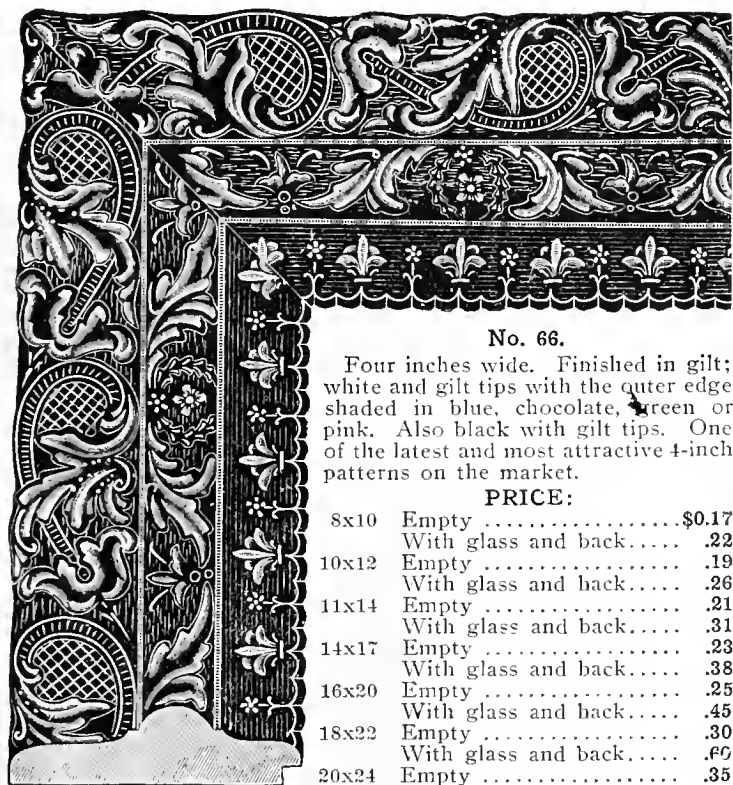 No. 66.
Four inches wide. Finished in gilt;
white and gilt tips with the outer edge
shaded in blue, chocolate, green or
pink. Also black with gilt tips. One
of the latest and most attractive 4-inch
patterns on the market.
PRICE:
8x10 Empty .................. $0.17
With glass and back..... .22
10x12 Empty .................. .19
With glass and back..... .26
11x14 Empty .................. .21
With glass and back..... .31
14x17 Empty .................. .23
With glass and back..... .38
16x20 Empty .................. .25
With glass and back..... .45
18x22 Empty .................. .30
With glass and back.....
20x24 Empty .................. .35